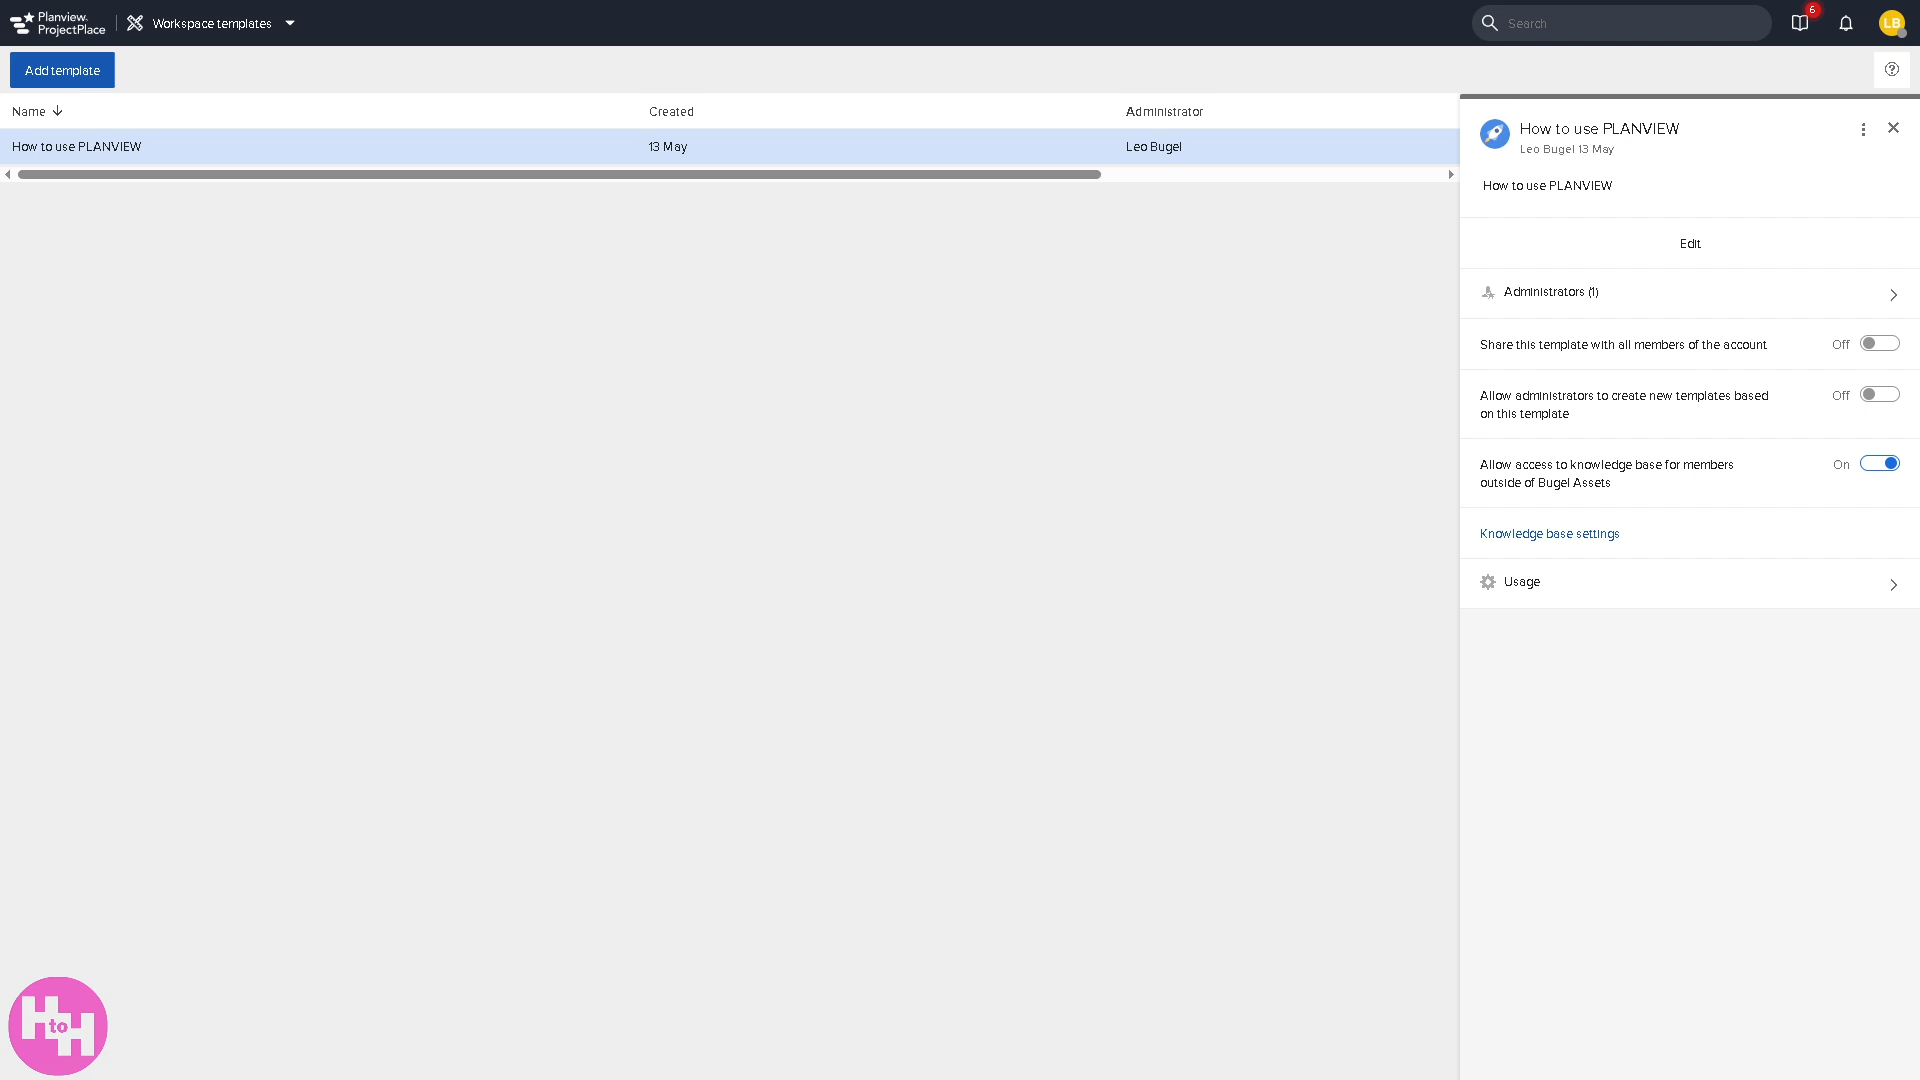 Planview.
ProjectPlace
Workspace templates
Search
6
LB
Add template
Name
Created
Administrator
How to use PLANVIEW
13 May
Leo Bugel
How to use PLANVIEW
Leo Bugel 13 May
How to use PLANVIEW
Edit
Administrators (1)
Share this template with all members of the account
Off
Allow administrators to create new templates based
on this template
Off
Allow access to knowledge base for members
outside of Bugel Assets
On
Knowledge base settings
Usage
H to H